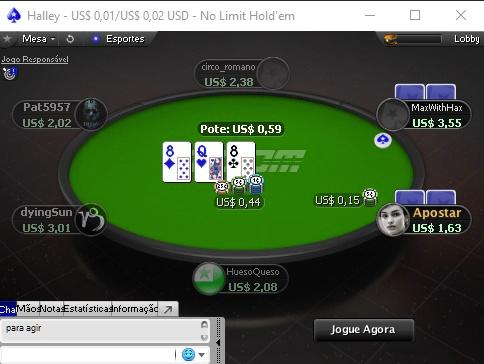 Halley - US$ 0,01/US$ 0,02 USD - No Limit Hold'em
Mesa
Esportes
Lobby
Jogo Responsável
circo_romano
US$ 2,38
Pat5957
US$ 2,02
MaxWithHax
US$ 3,55
Pote: US$ 0,59
8
Q
8
US$ 0,44
US$ 0,15
dyingSun
US$ 3,01
Apostar
US$ 1,63
HuesoQueso
US$ 2,08
Cha
Mãos
Notas
Estatísticas
Informação
para agir
Jogue Agora